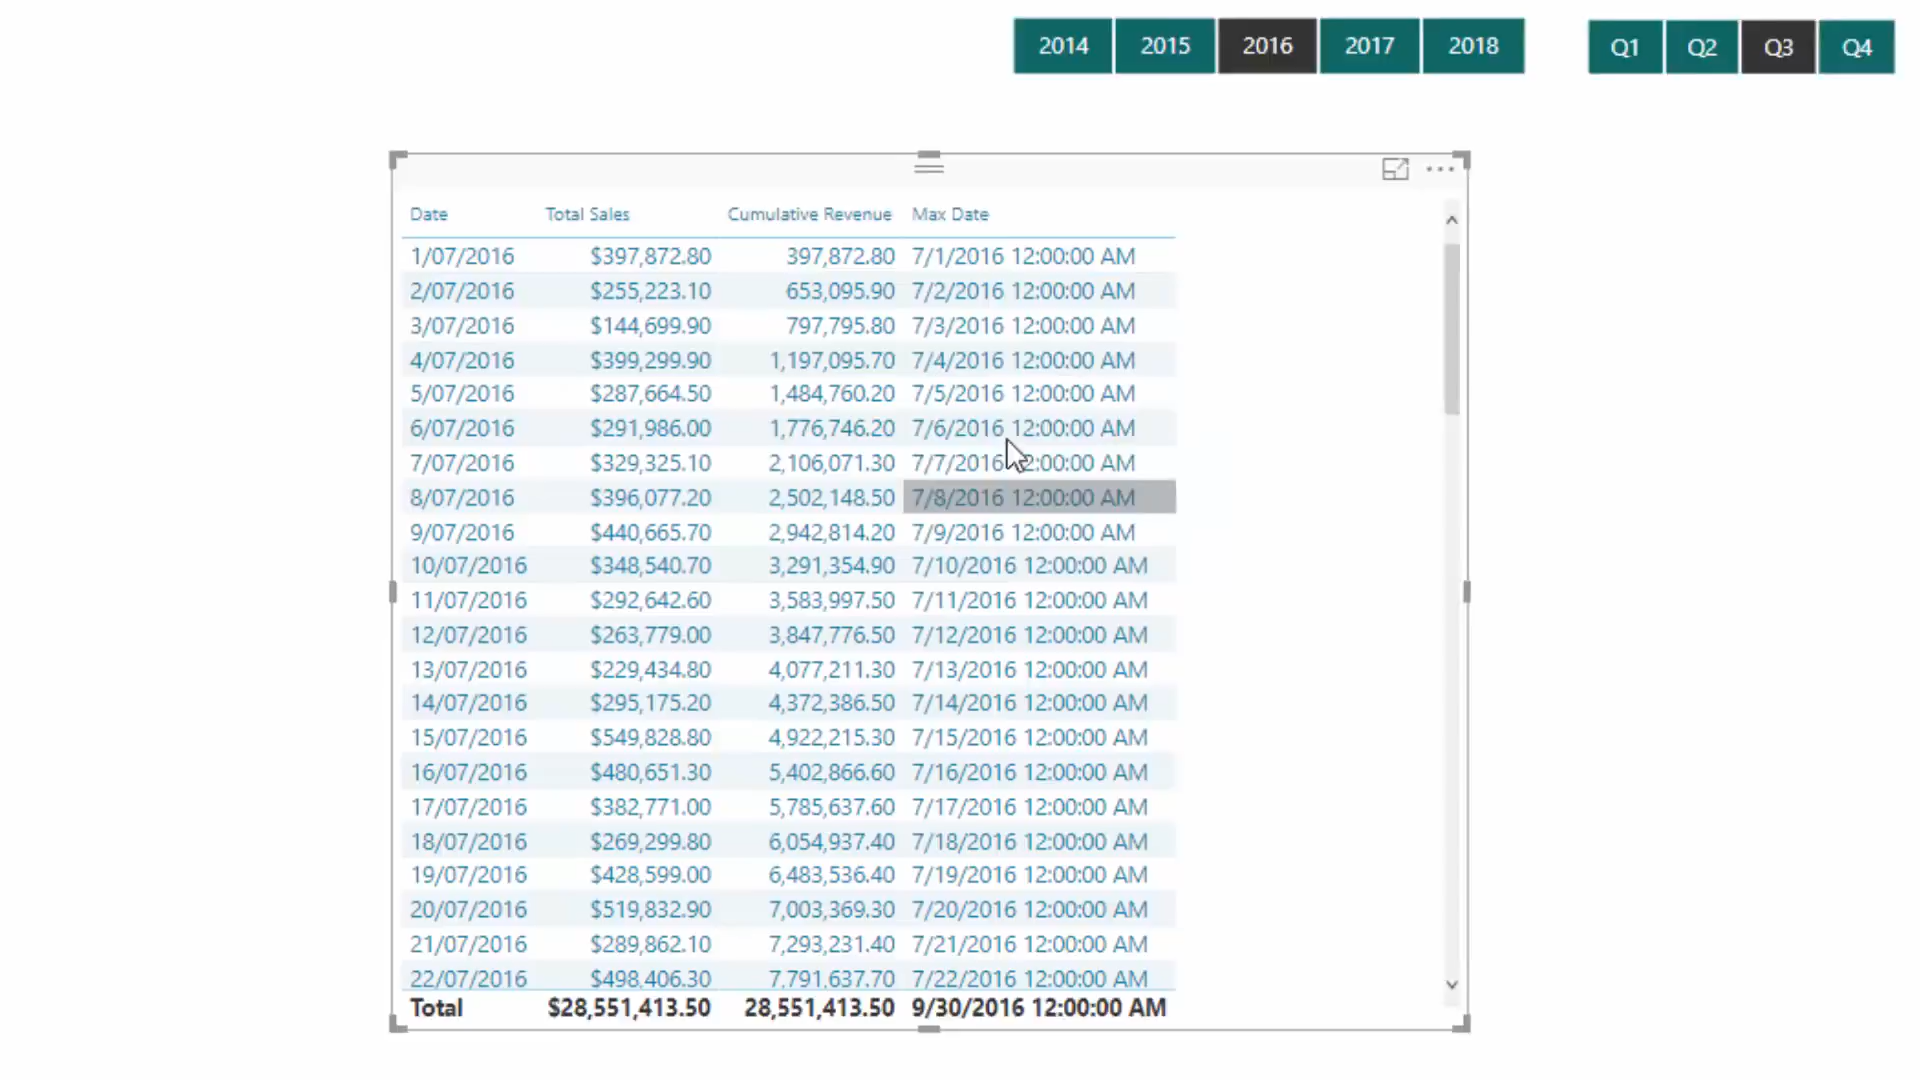 2014 2015 2016 2017 2018 Q1 Q2 Q3 Q4
Date Total Sales Cumulative Revenue Max Date
1/07/2016 $397,872.80 397,872.80 7/1/2016 12:00:00 AM
2/07/2016 $255,223.10 653,095.90 7/2/2016 12:00:00 AM
3/07/2016 $144,699.90 797,795.80 7/3/2016 12:00:00 AM
4/07/2016 $399,299.90 1,197,095.70 7/4/2016 12:00:00 AM
5/07/2016 $287,664.50 1,484,760.20 7/5/2016 12:00:00 AM
6/07/2016 $291,986.00 1,776,746.20 7/6/2016 12:00:00 AM
7/07/2016 $329,325.10 2,106,071.30 7/7/2016 12:00:00 AM
8/07/2016 $396,077.20 2,502,148.50 7/8/2016 12:00:00 AM
9/07/2016 $440,665.70 2,942,814.20 7/9/2016 12:00:00 AM
10/07/2016 $348,540.70 3,291,354.90 7/10/2016 12:00:00 AM
11/07/2016 $292,642.60 3,583,997.50 7/11/2016 12:00:00 AM
12/07/2016 $263,779.00 3,847,776.50 7/12/2016 12:00:00 AM
13/07/2016 $229,434.80 4,077,211.30 7/13/2016 12:00:00 AM
14/07/2016 $295,175.20 4,372,386.50 7/14/2016 12:00:00 AM
15/07/2016 $549,828.80 4,922,215.30 7/15/2016 12:00:00 AM
16/07/2016 $480,651.30 5,402,866.60 7/16/2016 12:00:00 AM
17/07/2016 $382,771.00 5,785,637.60 7/17/2016 12:00:00 AM
18/07/2016 $269,299.80 6,054,937.40 7/18/2016 12:00:00 AM
19/07/2016 $428,599.00 6,483,536.40 7/19/2016 12:00:00 AM
20/07/2016 $519,832.90 7,003,369.30 7/20/2016 12:00:00 AM
21/07/2016 $289,862.10 7,293,231.40 7/21/2016 12:00:00 AM
22/07/2016 $498,406.30 7,791,637.70 7/22/2016 12:00:00 AM
Total $28,551,413.50 28,551,413.50 9/30/2016 12:00:00 AM